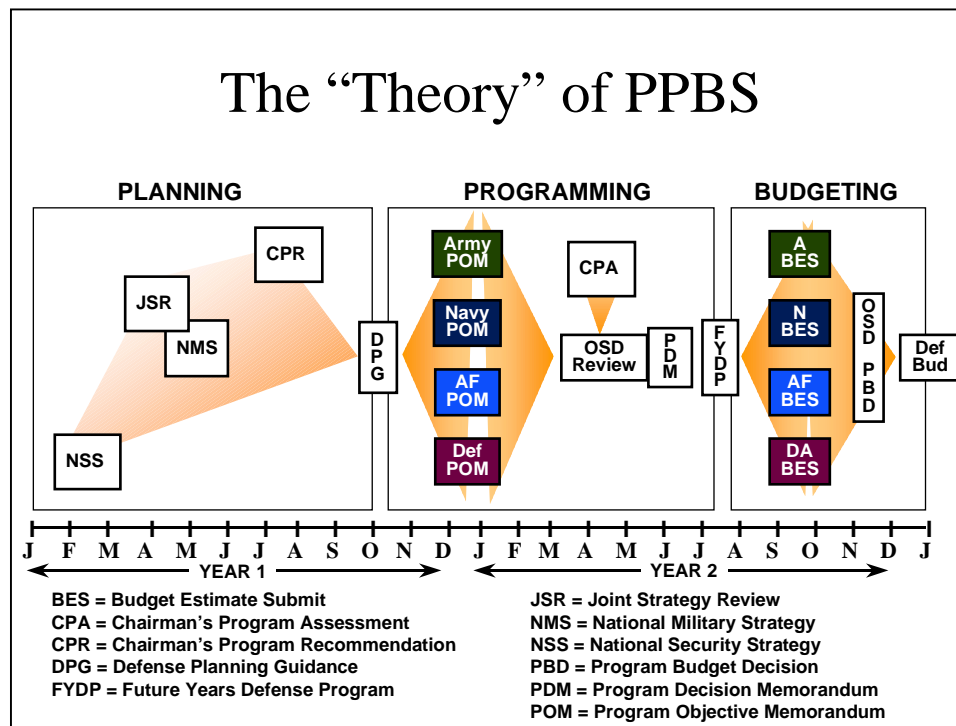 The “Theory” of PPBS
PLANNING
PROGRAMMING
BUDGETING
CPR
JSR
NMS
NSS
D
P
G
Army
POM
Navy
POM
AF
POM
Def
POM
CPA
OSD
Review
P
D
M
F
Y
D
P
A
BES
N
BES
AF
BES
DA
BES
O
S
D
P
B
D
Def
Bud
J F M A M J J A S O N D J F M A M J J A S O N D J
YEAR 1
YEAR 2
BES = Budget Estimate Submit
CPA = Chairman’s Program Assessment
CPR = Chairman’s Program Recommendation
DPG = Defense Planning Guidance
FYDP = Future Years Defense Program
JSR = Joint Strategy Review
NMS = National Military Strategy
NSS = National Security Strategy
PBD = Program Budget Decision
PDM = Program Decision Memorandum
POM = Program Objective Memorandum